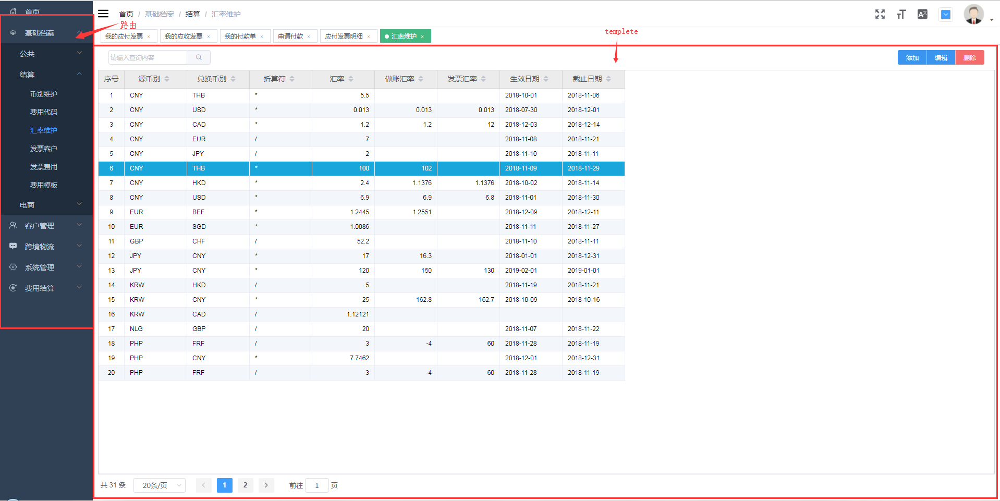 首页
基础档案
公共
结算
币别维护
费用代码
汇率维护
发票客户
发票费用
费用模板
电商
客户管理
跨境物流
系统管理
费用结算
首页 / 基础档案 / 结算 / 汇率维护
路由
我的应付发票 × 我的应收发票 × 我的付款单 × 申请付款 × 应付发票明细 × 汇率维护 ×
templete
请输入查询内容
添加 编辑 删除
序号 源币别 兑换币别 折算符 汇率 做账汇率 发票汇率 生效日期 截止日期
1 CNY THB * 5.5 2018-10-01 2018-11-06
2 CNY USD * 0.013 0.013 0.013 2018-07-30 2018-12-01
3 CNY CAD * 1.2 1.2 12 2018-12-03 2018-12-14
4 CNY EUR / 7 2018-11-08 2018-11-21
5 CNY JPY / 2 2018-11-10 2018-11-11
6 CNY THB * 100 102 2018-11-09 2018-11-29
7 CNY HKD * 2.4 1.1376 1.1376 2018-10-02 2018-11-14
8 CNY USD * 6.9 6.9 6.8 2018-11-01 2018-11-30
9 EUR BEF * 1.2445 1.2551 2018-12-09 2018-12-11
10 EUR SGD * 1.0086 2018-11-11 2018-11-27
11 GBP CHF / 52.2 2018-11-10 2018-11-11
12 JPY CNY * 17 16.3 2018-01-01 2018-12-31
13 JPY CNY * 120 150 130 2019-02-01 2019-01-01
14 KRW HKD / 5 2018-11-19 2018-11-21
15 KRW CNY * 25 162.8 162.7 2018-10-09 2018-10-16
16 KRW CAD / 1.12121
17 NLG GBP / 20 2018-11-07 2018-11-22
18 PHP FRF / 3 -4 60 2018-11-28 2018-11-19
19 PHP CNY * 7.7462 2018-12-01 2018-12-31
20 PHP FRF / 3 -4 60 2018-11-28 2018-11-19
共 31 条 20条/页 1 2 前往 1 页